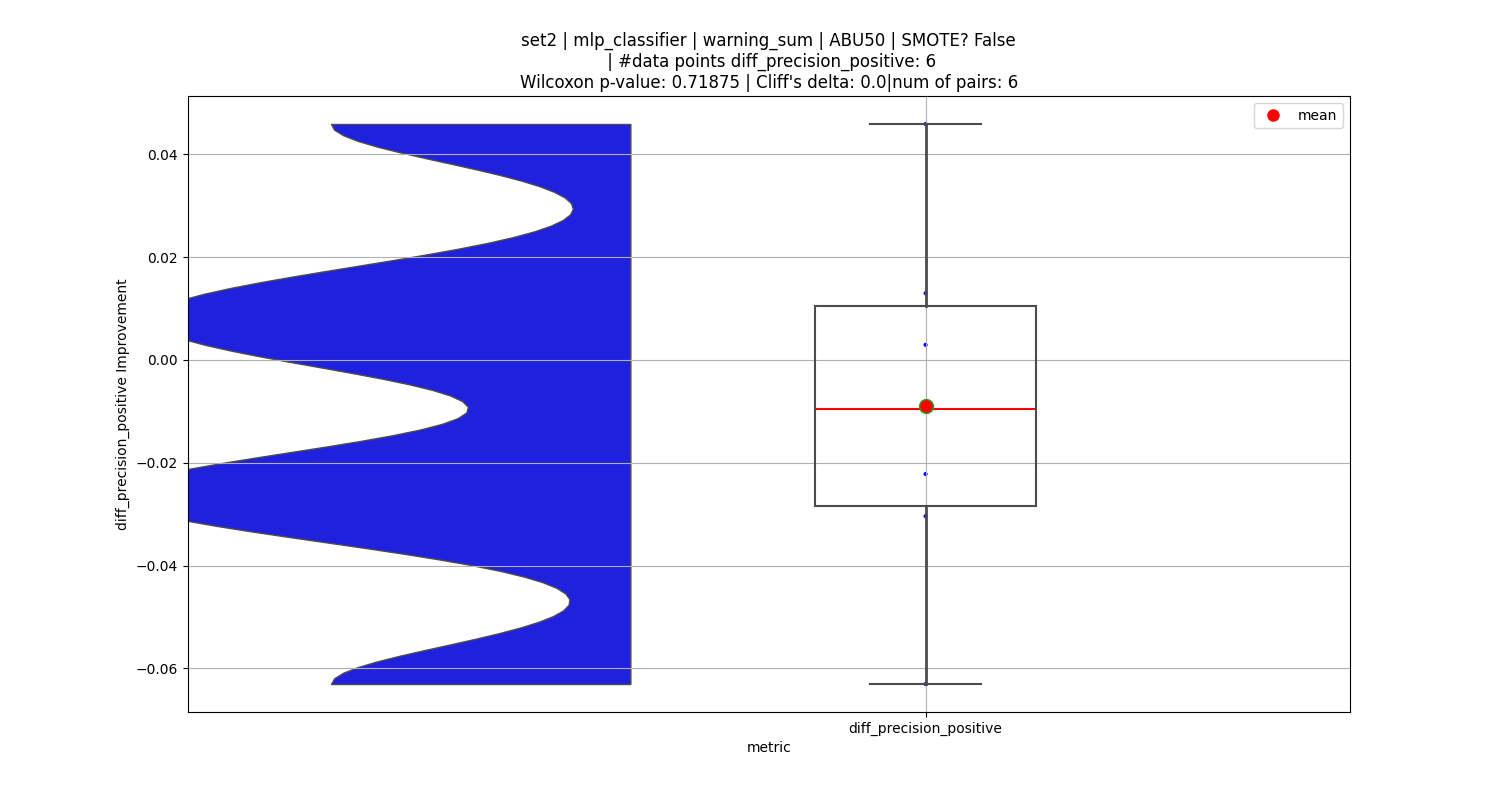 set2 | mlp_classifier | warning_sum | ABU50 | SMOTE? False
| #data points diff_precision_positive: 6
Wilcoxon p-value: 0.71875 | Cliff's delta: 0.0|num of pairs: 6
mean
0.04
0.02
0.00
−0.02
−0.04
−0.06
diff_precision_positive Improvement
diff_precision_positive
metric